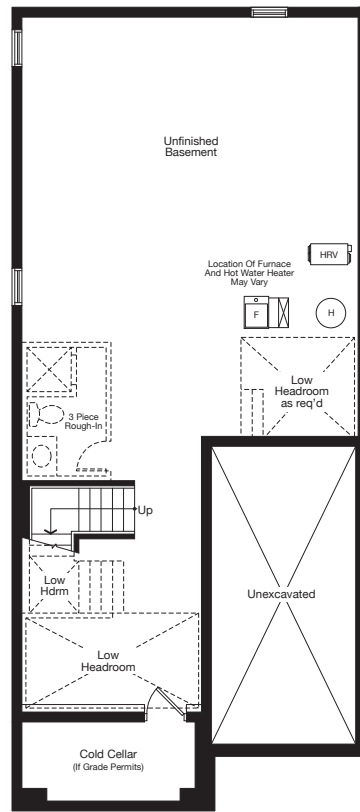 Unfinished
Basement
HRV
Location Of Furnace
And Hot Water Heater
May Vary
F
H
Low
Headroom
as req'd
3 Piece
Rough-In
Up
Low
Hdrm
Unexcavated
Low
Headroom
Cold Cellar
(If Grade Permits)